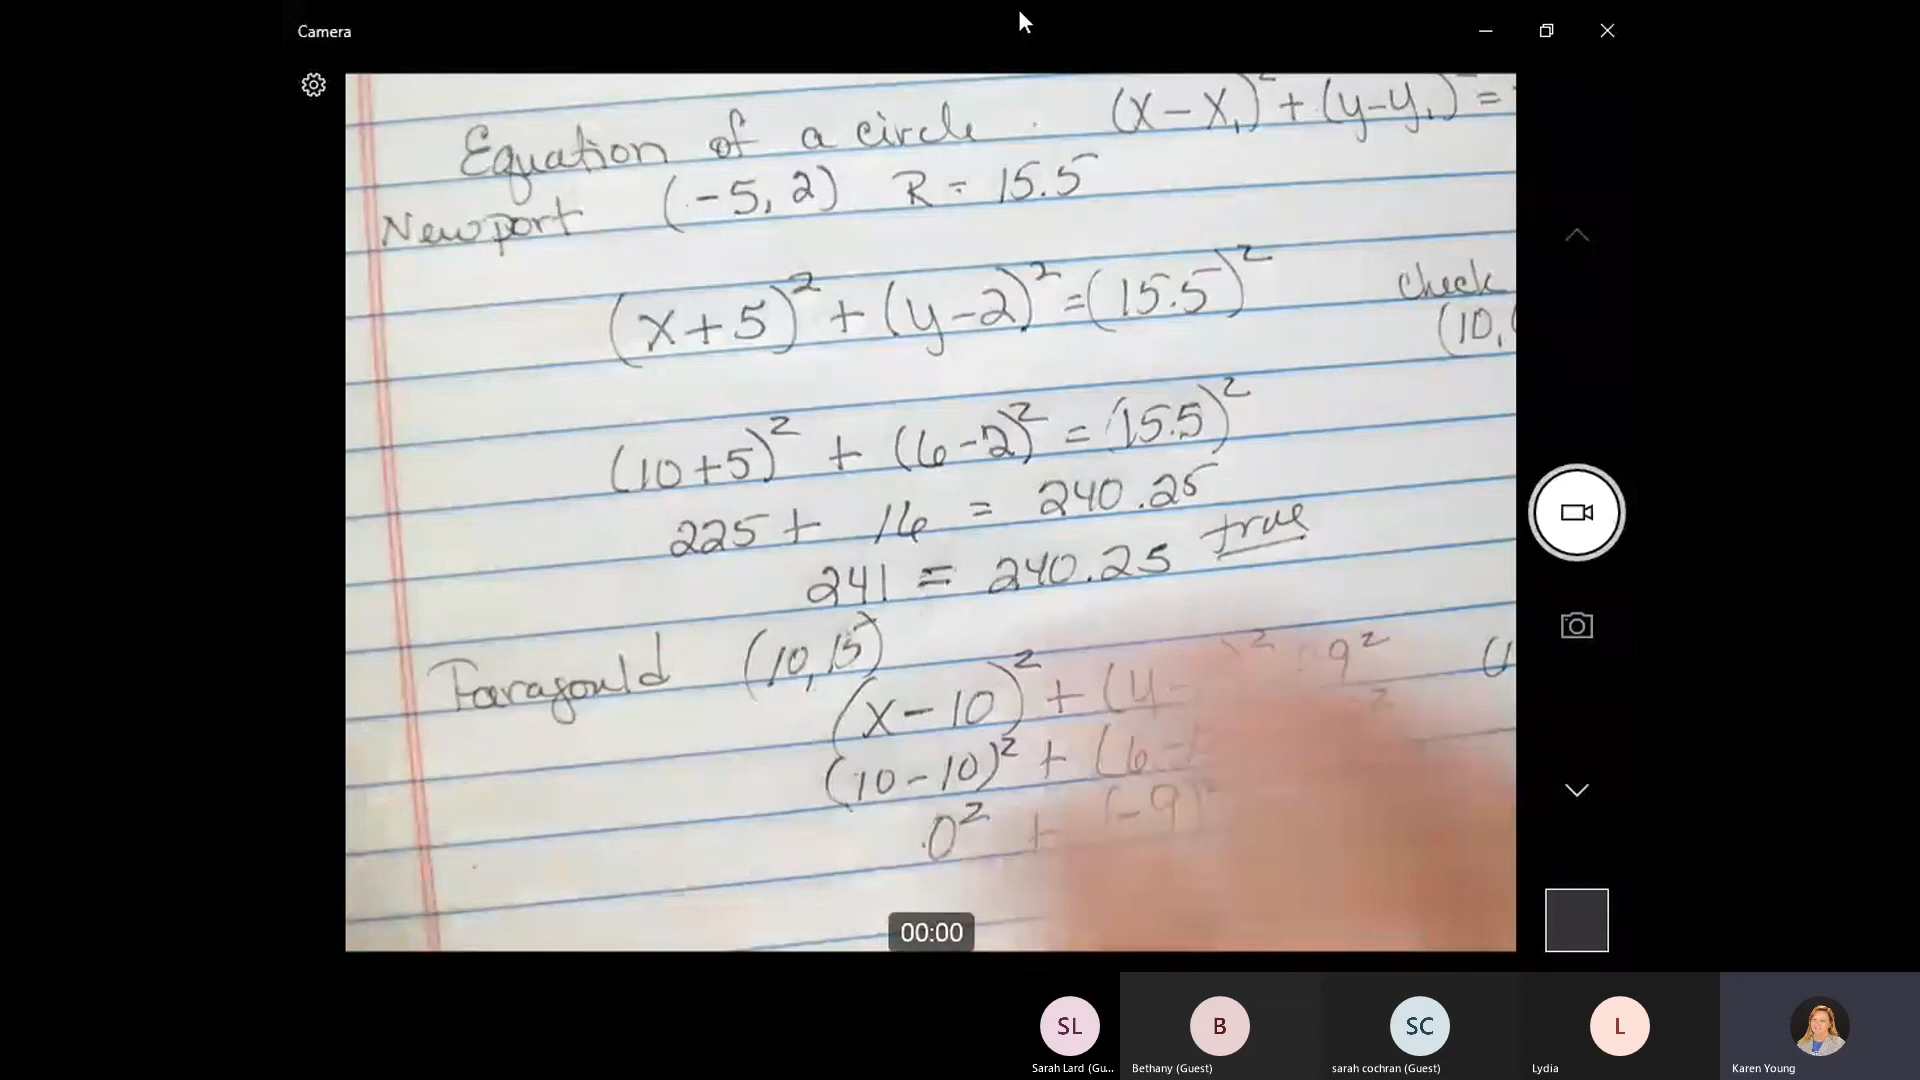 Camera
Equation of a circle. (x-x₁)² + (y-y₁)² =
Newport (-5, 2) R = 15.5
(x+5)² + (y-2)² = (15.5)²
check
(10,
(10+5)² + (6-2)² = (15.5)²
225 + 16 = 240.25
241 = 240.25 true
Paragould (10, 15)
(x-10)² + (y- )² = 9²
(10-10)² + (6-
0² + (-9)²
00:00
SL B SC L
Sarah Lard (Gu... Bethany (Guest) sarah cochran (Guest) Lydia Karen Young